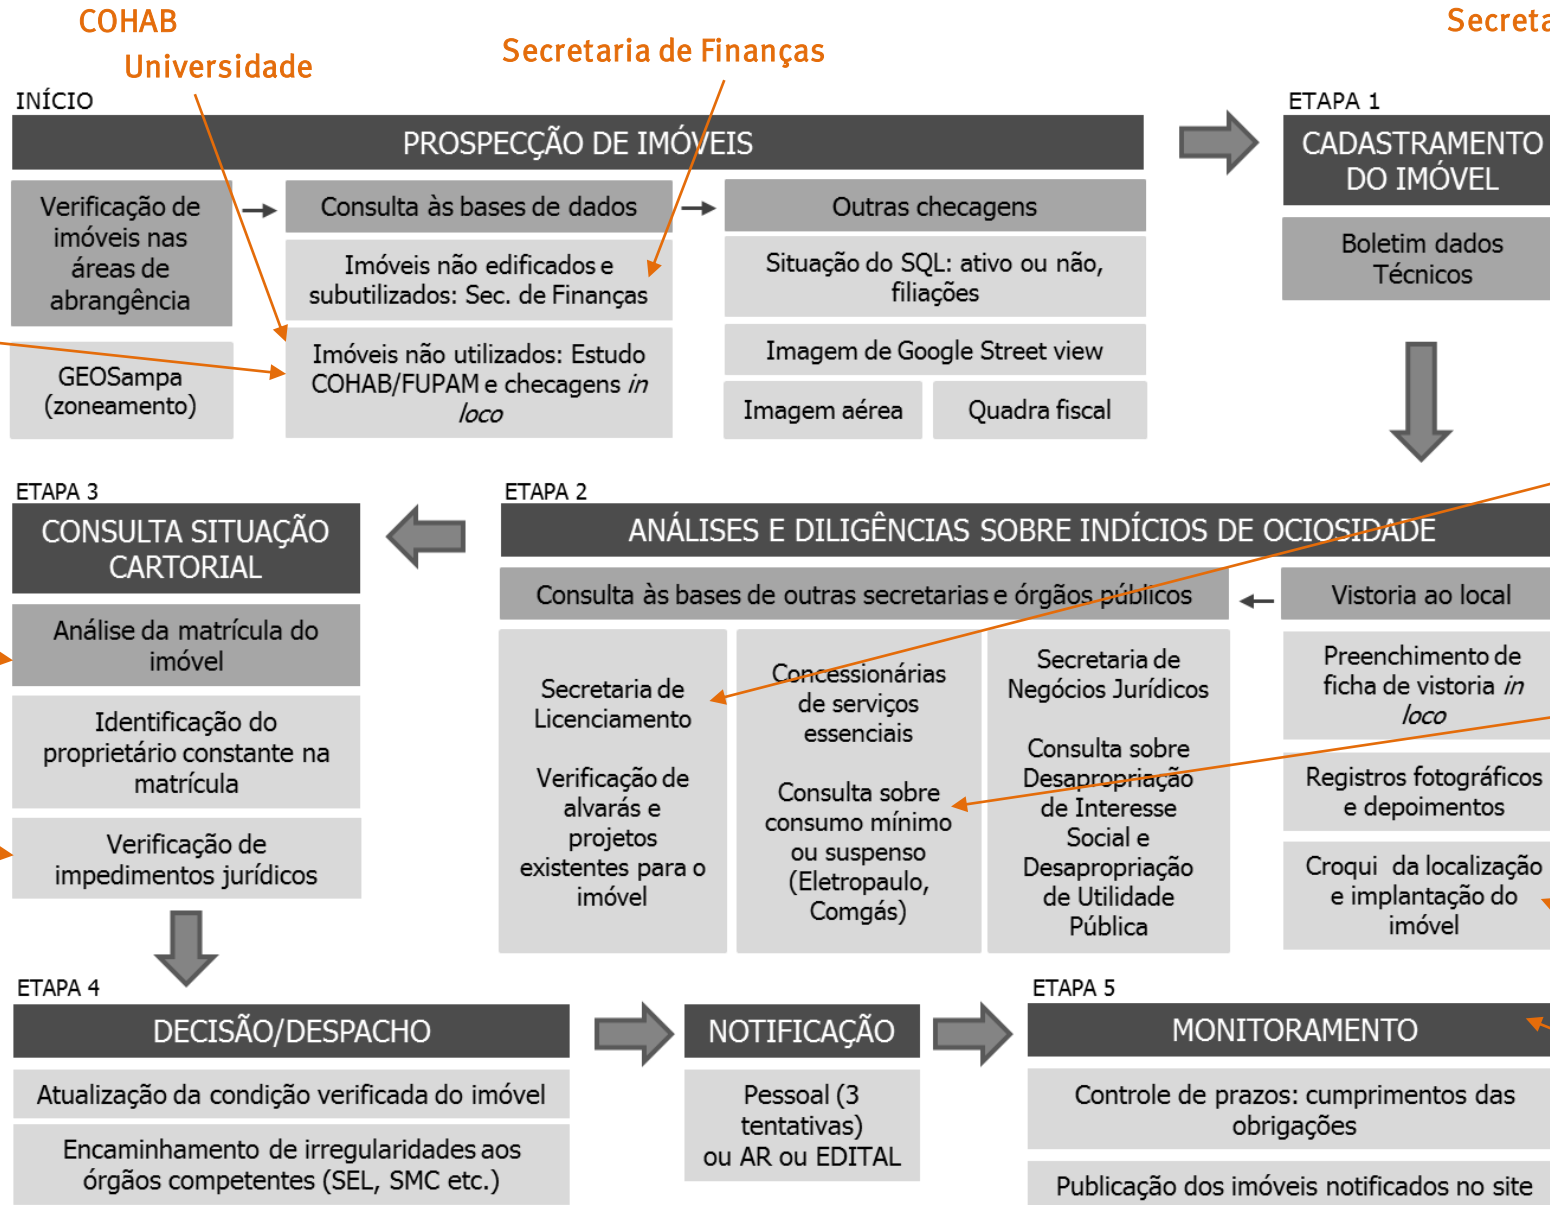 COHAB
Universidade
Secretaria de Finanças
INÍCIO
PROSPECÇÃO DE IMÓVEIS
Verificação de
imóveis nas
áreas de
abrangência
GEOSampa
(zoneamento)
Consulta às bases de dados
Imóveis não edificados e
subutilizados: Sec. de Finanças
Imóveis não utilizados: Estudo
COHAB/FUPAM e checagens in
loco
Outras checagens
Situação do SQL: ativo ou não,
filiações
Imagem de Google Street view
Imagem aérea
Quadra fiscal
ETAPA 1
CADASTRAMENTO
DO IMÓVEL
Boletim dados
Técnicos
ETAPA 2
ANÁLISES E DILIGÊNCIAS SOBRE INDÍCIOS DE OCIOSIDADE
Vistoria ao local
Preenchimento de
ficha de vistoria in
loco
Registros fotográficos
e depoimentos
Croqui da localização
e implantação do
imóvel
Consulta às bases de outras secretarias e órgãos públicos
Secretaria de
Licenciamento
Verificação de
alvarás e
projetos
existentes para o
imóvel
Concessionárias
de serviços
essenciais
Consulta sobre
consumo mínimo
ou suspenso
(Eletropaulo,
Comgás)
Secretaria de
Negócios Jurídicos
Consulta sobre
Desapropriação
de Interesse
Social e
Desapropriação
de Utilidade
Pública
ETAPA 3
CONSULTA SITUAÇÃO
CARTORIAL
Análise da matrícula do
imóvel
Identificação do
proprietário constante na
matrícula
Verificação de
impedimentos jurídicos
ETAPA 4
DECISÃO/DESPACHO
Atualização da condição verificada do imóvel
Encaminhamento de irregularidades aos
órgãos competentes (SEL, SMC etc.)
NOTIFICAÇÃO
Pessoal (3
tentativas)
ou AR ou EDITAL
ETAPA 5
MONITORAMENTO
Controle de prazos: cumprimentos das
obrigações
Publicação dos imóveis notificados no site